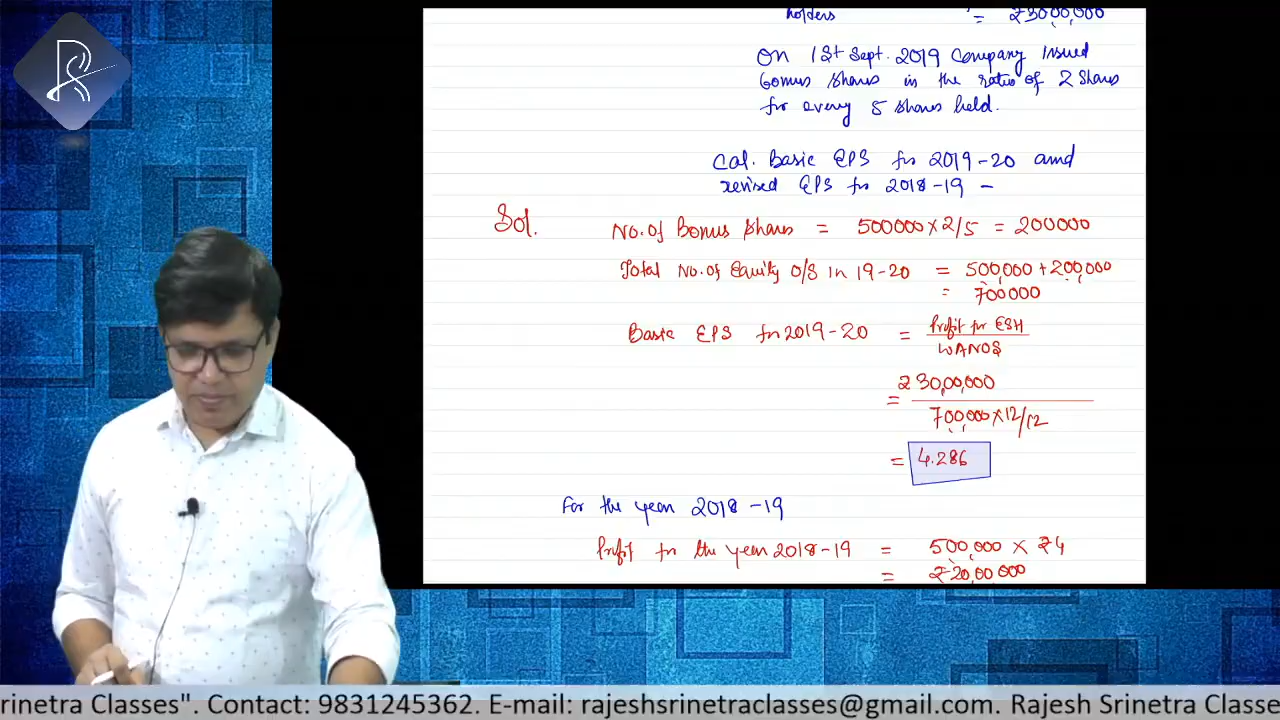 holders = ₹3000,000
On 1st Sept. 2019 Company issued
bonus shares in the ratio of 2 shares
for every 5 shares held.
Cal. Basic EPS for 2019-20 and
revised EPS for 2018-19 -
Sol. No. of Bonus shares = 500000 × 2/5 = 200000
Total No. of Equity O/S in 19-20 = 500,000 + 200,000
= 700000
Basic EPS for 2019-20 = Profit for ESH
WANOS
= ₹30,00,000
700,000 × 12/12
= 4.286
For the year 2018-19
Profit for the year 2018-19 = 500,000 × ₹4
= ₹20,00,000
rinetra Classes". Contact: 9831245362. E-mail: rajeshsrinetraclasses@gmail.com. Rajesh Srinetra Classe